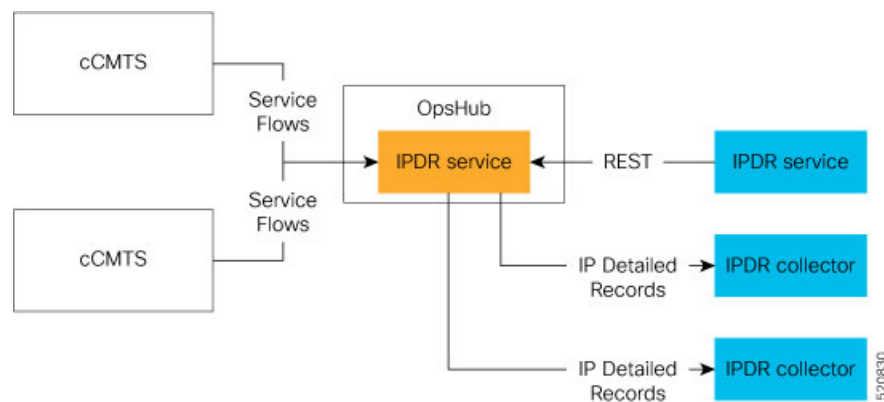 cCMTS
Service
Flows
OpsHub
IPDR service
REST
IPDR service
Service
Flows
cCMTS
IP Detailed
Records
IPDR collector
IP Detailed
Records
IPDR collector
520830